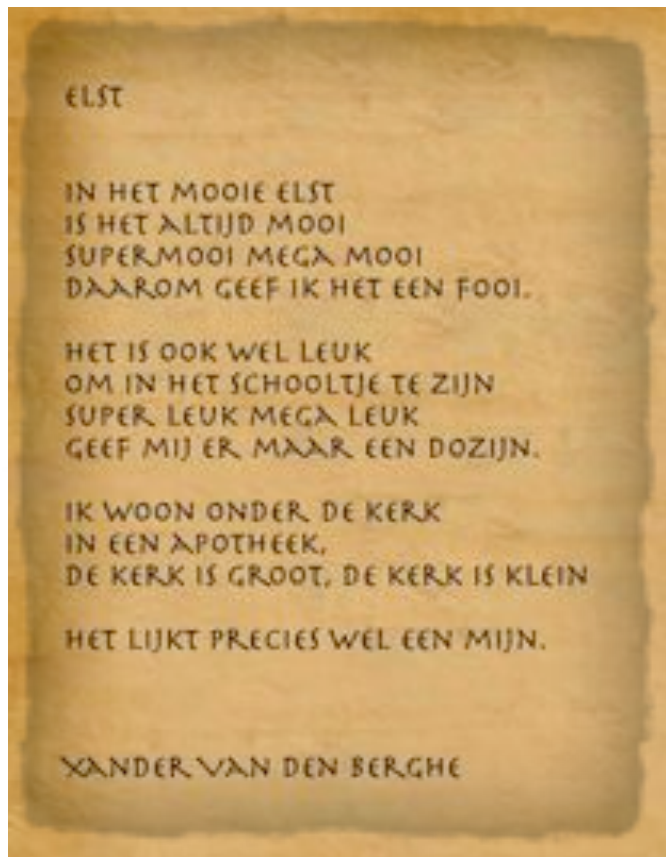 ELST
IN HET MOOIE ELST
IS HET ALTIJD MOOI
SUPERMOOI MEGA MOOI
DAAROM GEEF IK HET EEN FOOI.
HET IS OOK WEL LEUK
OM IN HET SCHOOLTJE TE ZIJN
SUPER LEUK MEGA LEUK
GEEF MIJ ER MAAR EEN DOZIJN.
IK WOON ONDER DE KERK
IN EEN APOTHEEK,
DE KERK IS GROOT, DE KERK IS KLEIN
HET LIJKT PRECIES WEL EEN MIJN.
XANDER VAN DEN BERGHE